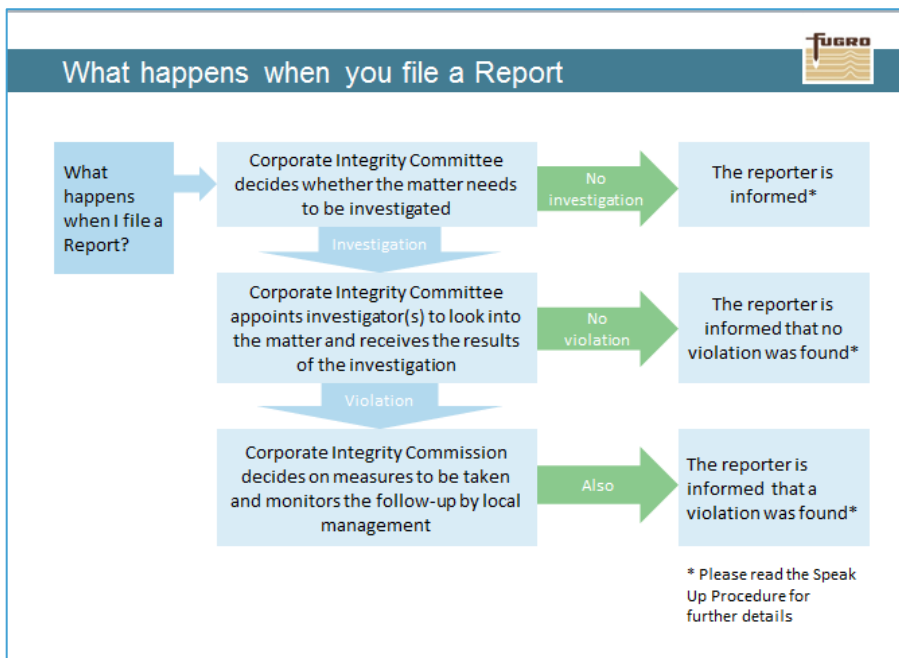 FUGRO
What happens when you file a Report
What
happens
when I file a
Report?
Corporate Integrity Committee
decides whether the matter needs
to be investigated
No
investigation
The reporter is
informed*
Investigation
Corporate Integrity Committee
appoints investigator(s) to look into
the matter and receives the results
of the investigation
No
violation
The reporter is
informed that no
violation was found*
Violation
Corporate Integrity Commission
decides on measures to be taken
and monitors the follow-up by local
management
Also
The reporter is
informed that a
violation was found*
* Please read the Speak
Up Procedure for
further details